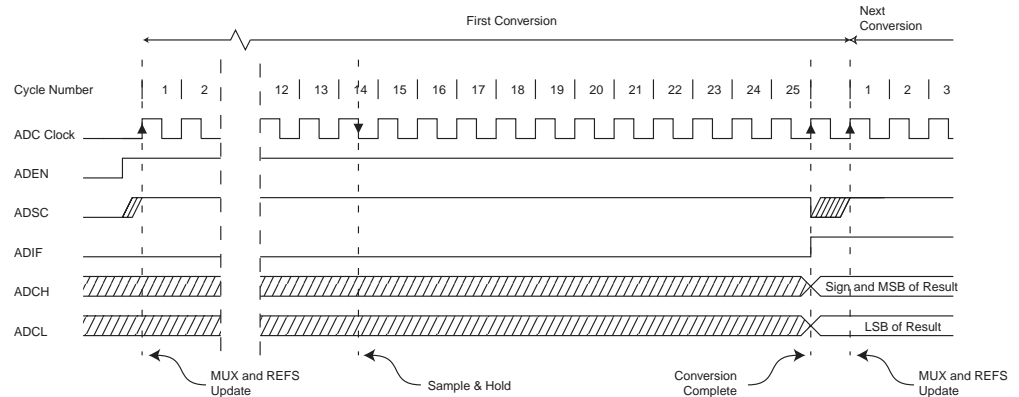 First Conversion
Next
Conversion
Cycle Number 1 2 12 13 14 15 16 17 18 19 20 21 22 23 24 25 1 2 3
ADC Clock
ADEN
ADSC
ADIF
ADCH Sign and MSB of Result
ADCL LSB of Result
MUX and REFS
Update
Sample & Hold
Conversion
Complete
MUX and REFS
Update